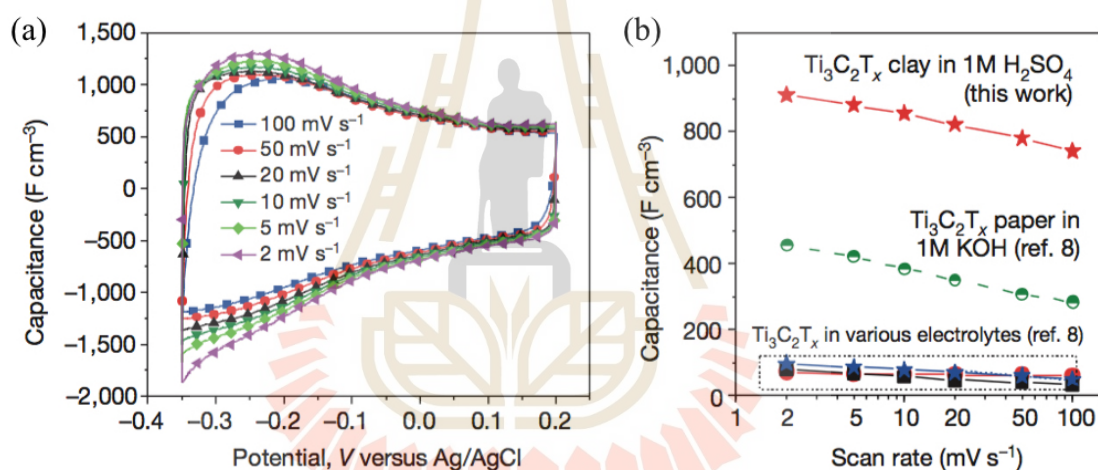 (a)
Capacitance (F cm⁻³)
1,500
1,000
500
0
−500
−1,000
−1,500
−2,000
100 mV s⁻¹
50 mV s⁻¹
20 mV s⁻¹
10 mV s⁻¹
5 mV s⁻¹
2 mV s⁻¹
−0.4 −0.3 −0.2 −0.1 0.0 0.1 0.2
Potential, V versus Ag/AgCl
(b)
Capacitance (F cm⁻³)
1,000
800
600
400
200
0
Ti₃C₂Tₓ clay in 1M H₂SO₄
(this work)
Ti₃C₂Tₓ paper in
1M KOH (ref. 8)
Ti₃C₂Tₓ in various electrolytes (ref. 8)
1 2 5 10 20 50 100
Scan rate (mV s⁻¹)